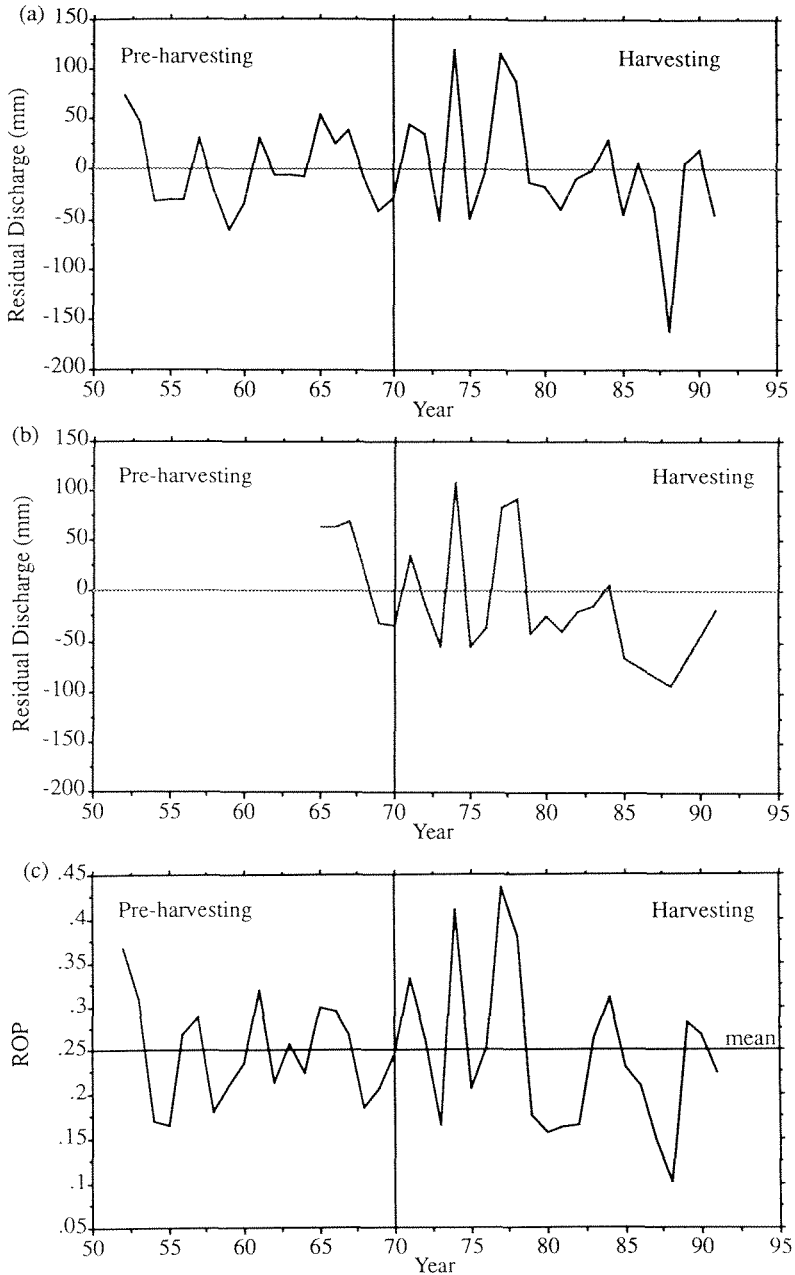 (a)
150
100
50
0
-50
-100
-150
-200
Residual Discharge (mm)
Pre-harvesting
Harvesting
50 55 60 65 70 75 80 85 90 95
Year
(b)
150
100
50
0
-50
-100
-150
-200
Residual Discharge (mm)
Pre-harvesting
Harvesting
50 55 60 65 70 75 80 85 90 95
Year
(c)
.45
.4
.35
.3
.25
.2
.15
.1
.05
ROP
Pre-harvesting
Harvesting
mean
50 55 60 65 70 75 80 85 90 95
Year